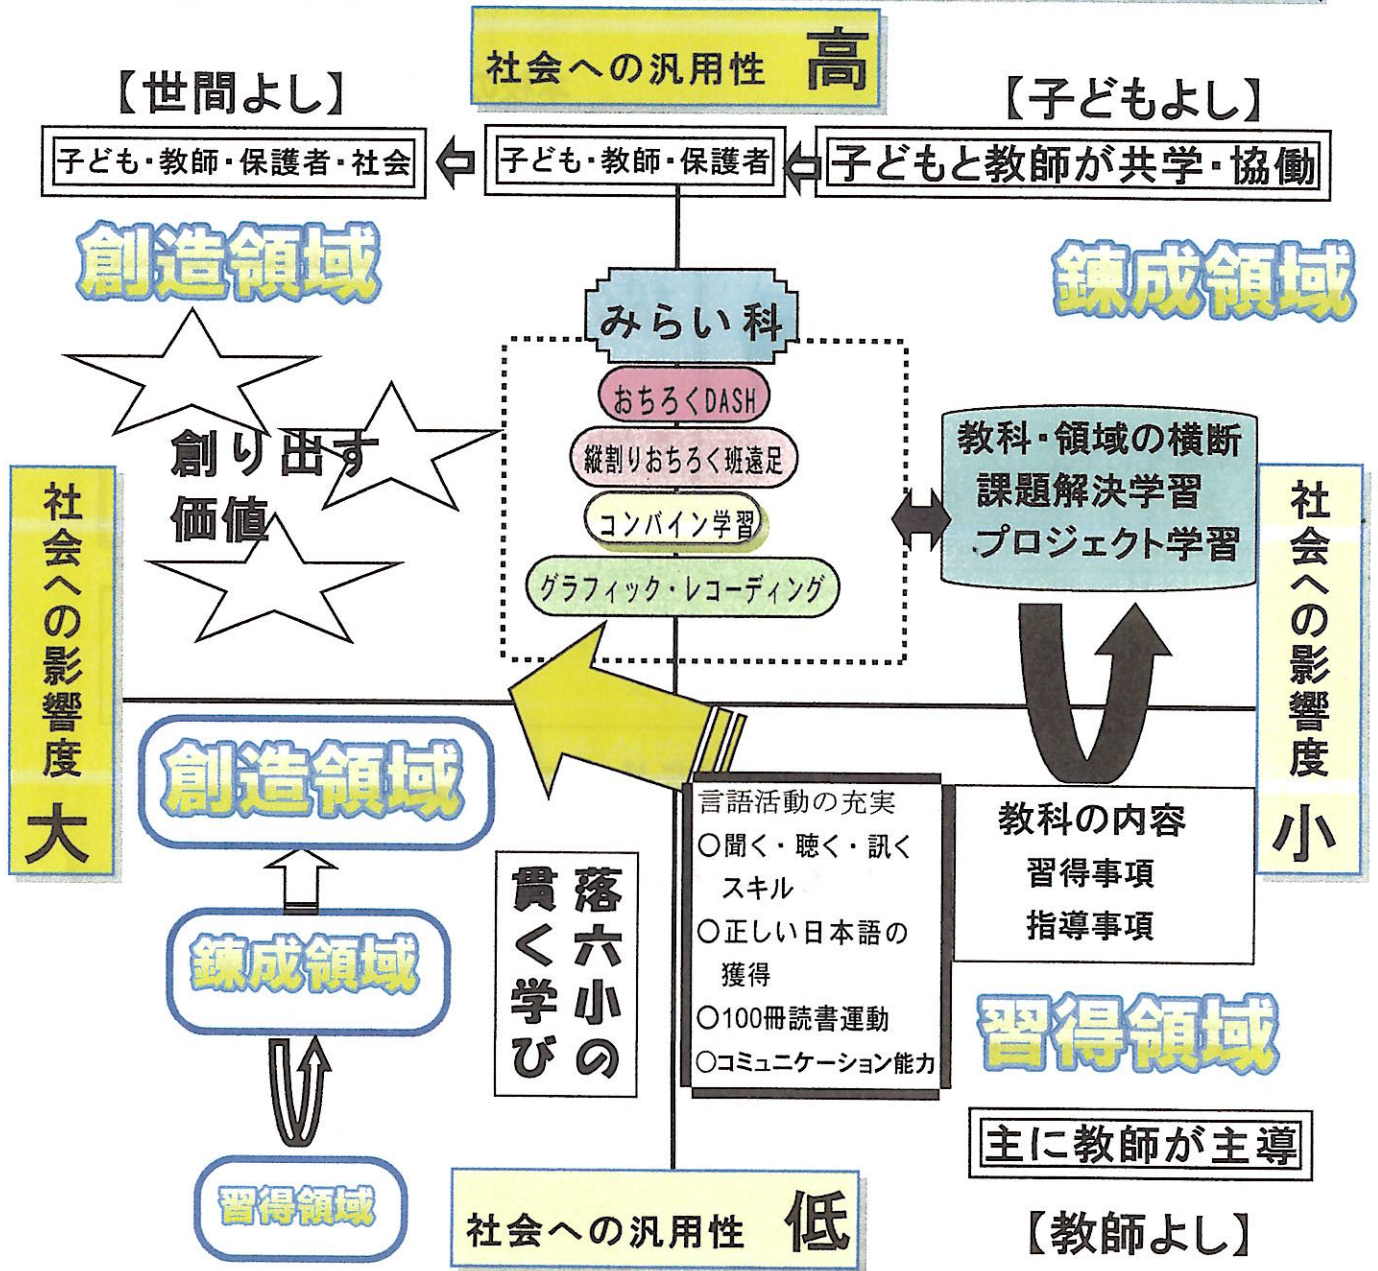 社会への汎用性 高
【世間よし】
【子どもよし】
子ども・教師・保護者・社会
子ども・教師・保護者
子どもと教師が共学・協働
創造領域
錬成領域
みらい科
おちろくDASH
縦割りおちろく班遠足
コンバイン学習
グラフィック・レコーディング
創り出す
価値
教科・領域の横断
課題解決学習
プロジェクト学習
社会への影響度 大
社会への影響度 小
創造領域
錬成領域
習得領域
落六小の
貫く学び
言語活動の充実
○聞く・聴く・訊く
スキル
○正しい日本語の
獲得
○100冊読書運動
○コミュニケーション能力
教科の内容
習得事項
指導事項
習得領域
主に教師が主導
【教師よし】
社会への汎用性 低